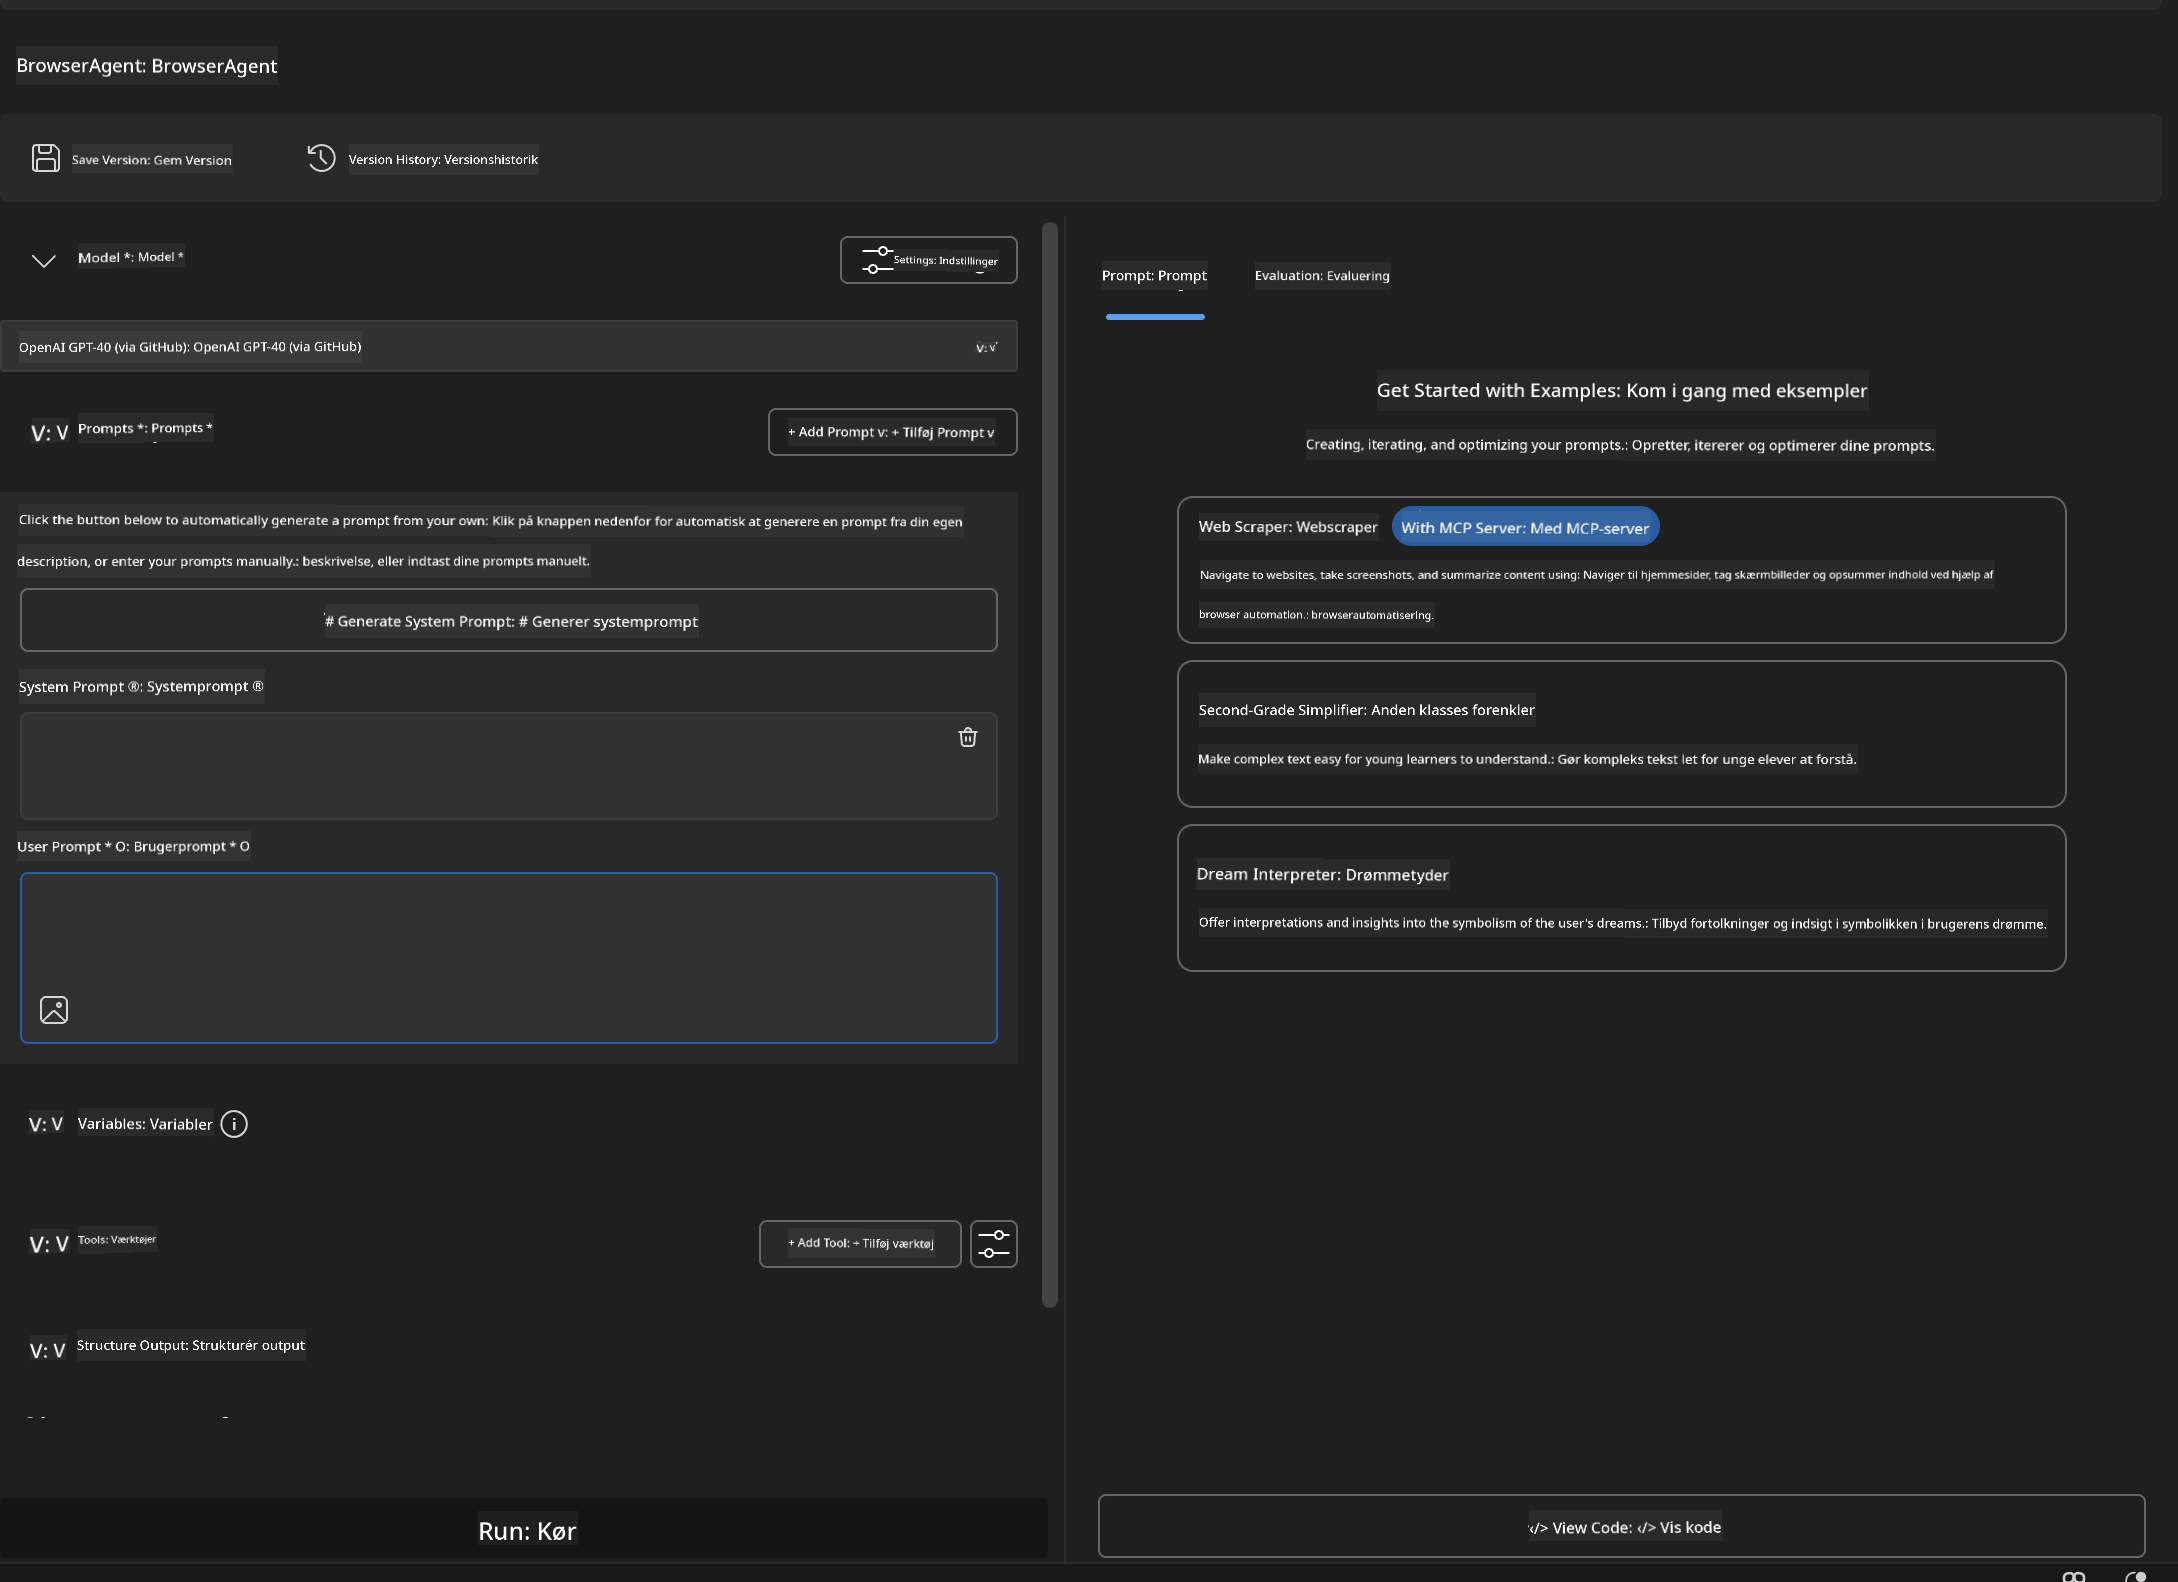 BrowserAgent: BrowserAgent
Save Version: Gem Version
Version History: Versionshistorik
Model *: Model *
Settings: Indstillinger
OpenAI GPT-40 (via GitHub): OpenAI GPT-40 (via GitHub)
v: v
V: V
Prompts *: Prompts *
+ Add Prompt v: + Tilføj Prompt v
Click the button below to automatically generate a prompt from your own: Klik på knappen nedenfor for automatisk at generere en prompt fra din egen
description, or enter your prompts manually.: beskrivelse, eller indtast dine prompts manuelt.
# Generate System Prompt: # Generer systemprompt
System Prompt ®: Systemprompt ®
User Prompt * O: Brugerprompt * O
V: V
Variables: Variabler
V: V
Tools: Værktøjer
+ Add Tool: + Tilføj værktøj
V: V
Structure Output: Strukturér output
Run: Kør
Prompt: Prompt
Evaluation: Evaluering
Get Started with Examples: Kom i gang med eksempler
Creating, iterating, and optimizing your prompts.: Opretter, itererer og optimerer dine prompts.
Web Scraper: Webscraper
With MCP Server: Med MCP-server
Navigate to websites, take screenshots, and summarize content using: Naviger til hjemmesider, tag skærmbilleder og opsummer indhold ved hjælp af
browser automation.: browserautomatisering.
Second-Grade Simplifier: Anden klasses forenkler
Make complex text easy for young learners to understand.: Gør kompleks tekst let for unge elever at forstå.
Dream Interpreter: Drømmetyder
Offer interpretations and insights into the symbolism of the user's dreams.: Tilbyd fortolkninger og indsigt i symbolikken i brugerens drømme.
‹/> View Code: ‹/> Vis kode